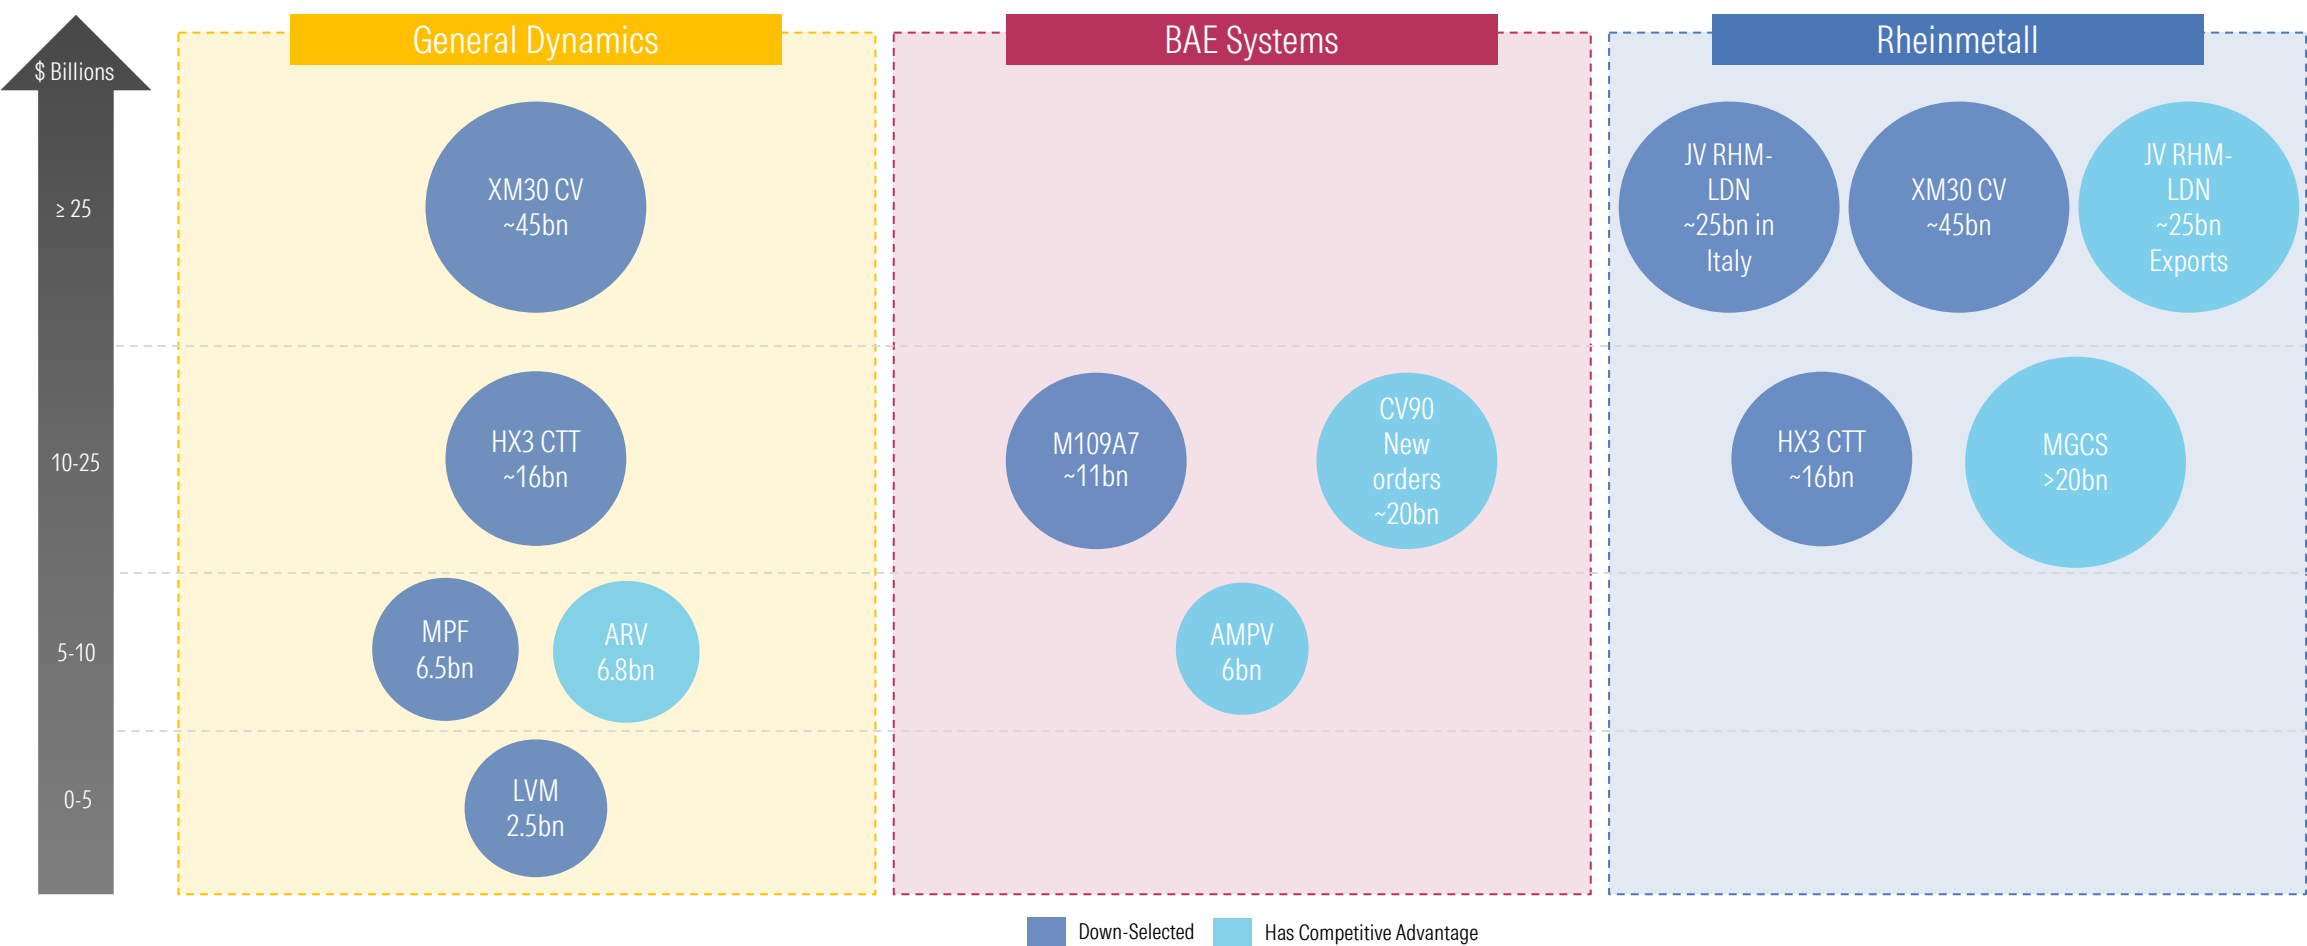 General Dynamics
BAE Systems
Rheinmetall
$ Billions
≥ 25
XM30 CV
~45bn
JV RHM-
LDN
~25bn in
Italy
XM30 CV
~45bn
JV RHM-
LDN
~25bn
Exports
10-25
HX3 CTT
~16bn
M109A7
~11bn
CV90
New
orders
~20bn
HX3 CTT
~16bn
MGCS
>20bn
5-10
MPF
6.5bn
ARV
6.8bn
AMPV
6bn
0-5
LVM
2.5bn
Down-Selected
Has Competitive Advantage